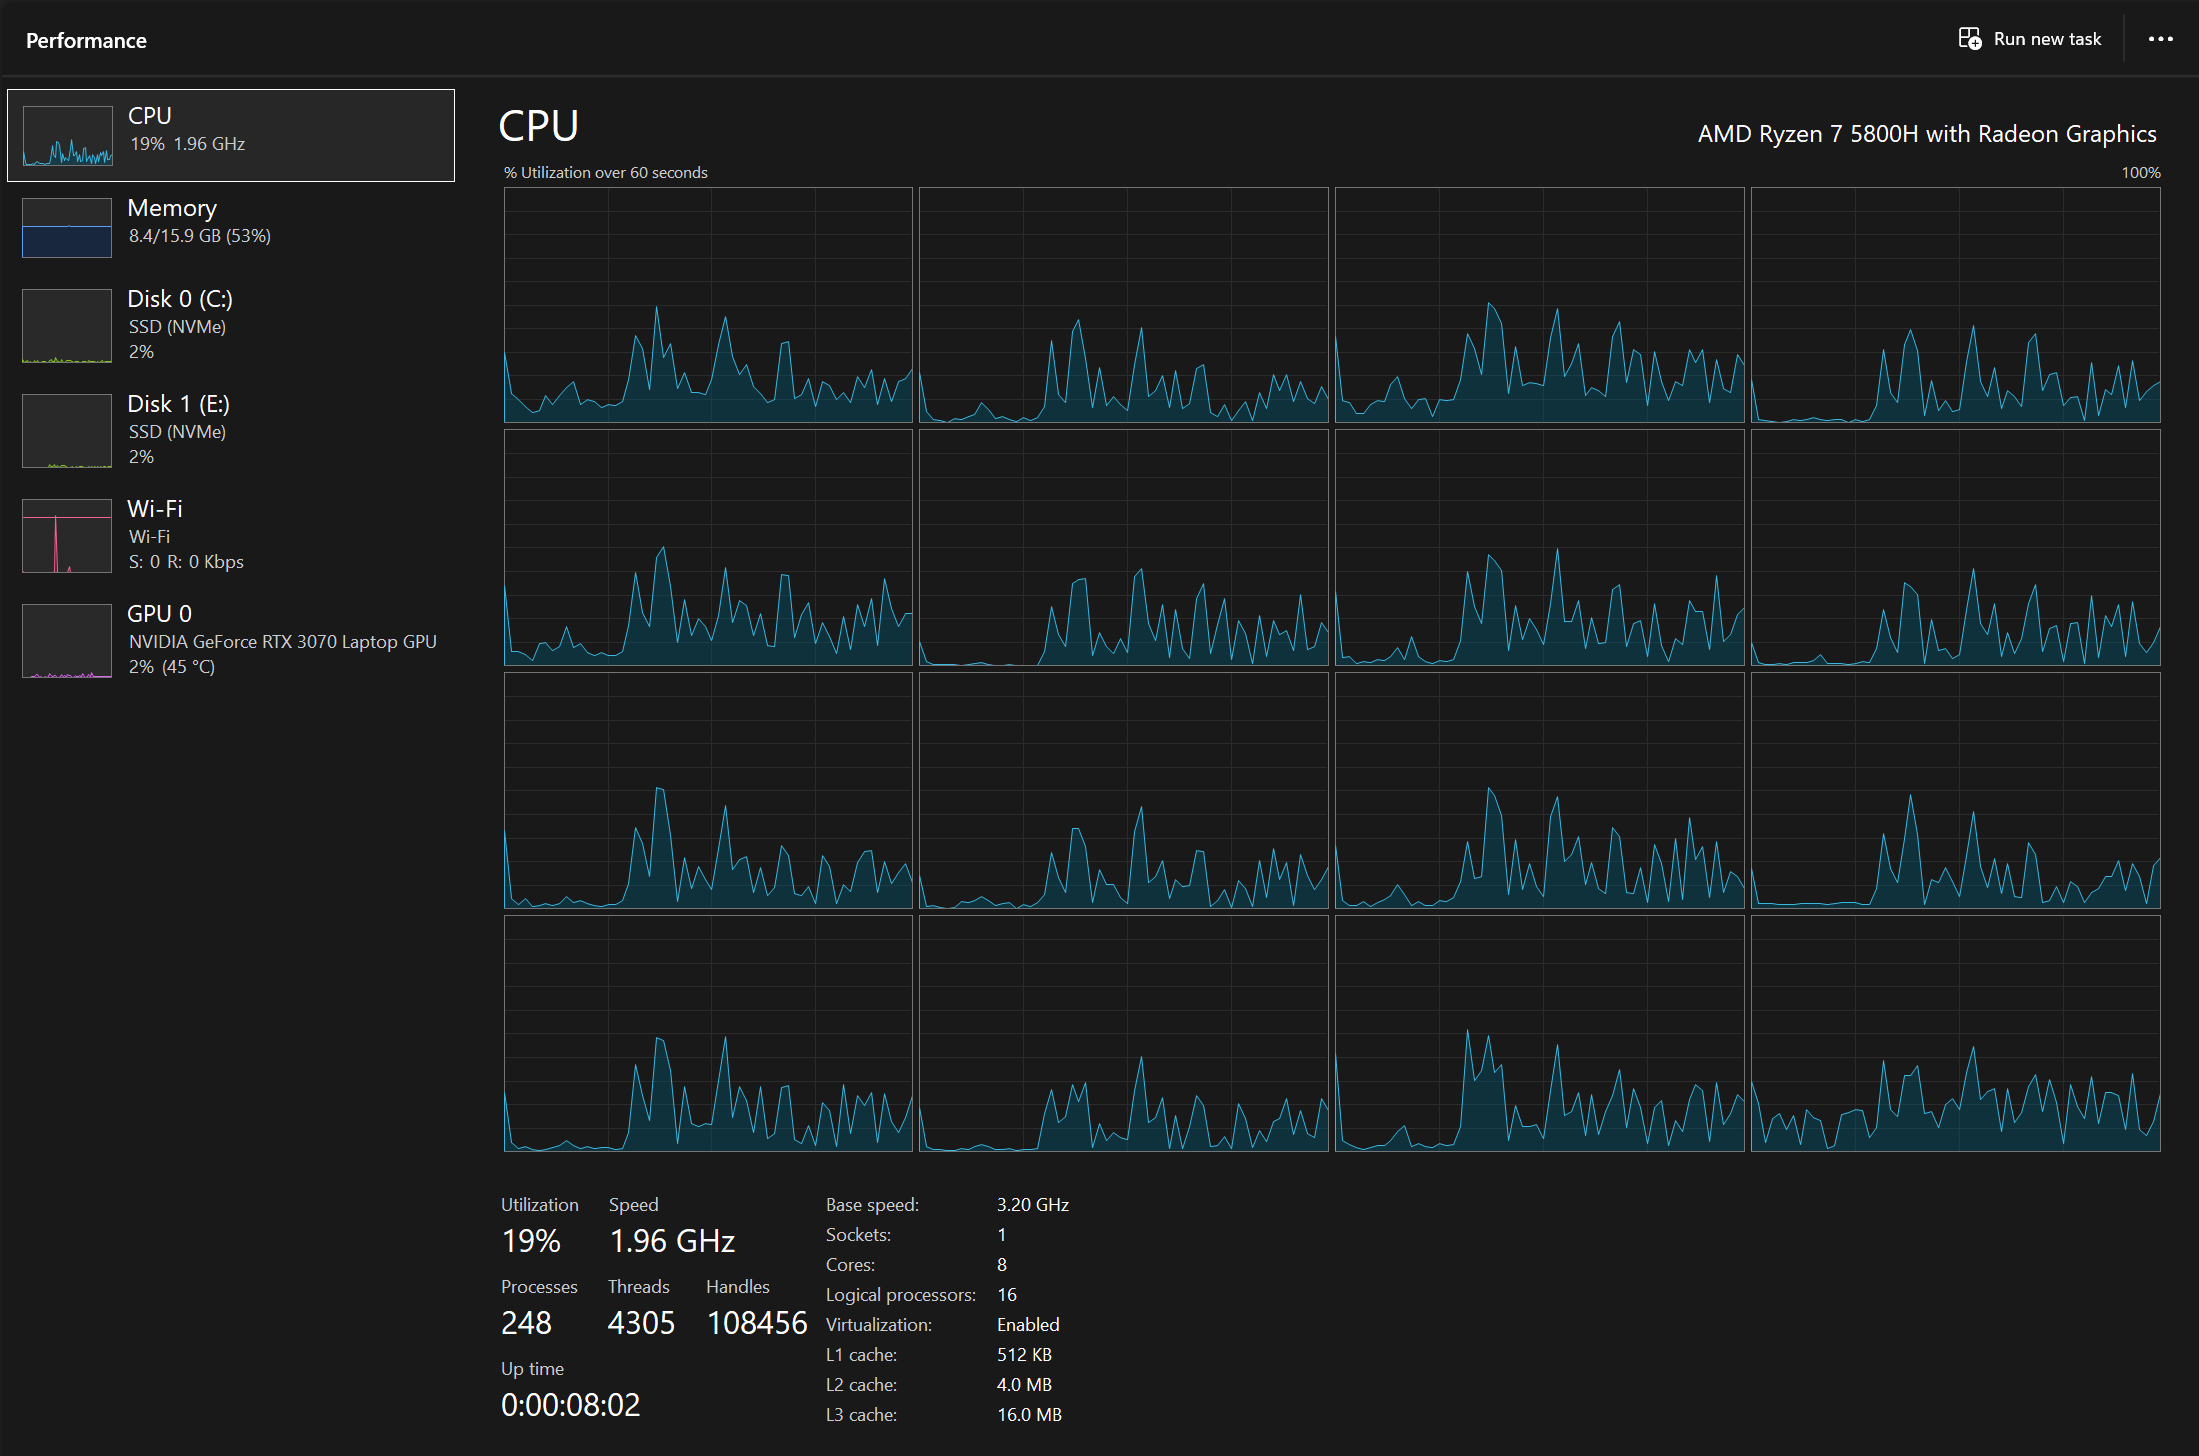 Performance
Run new task
CPU
19% 1.96 GHz
Memory
8.4/15.9 GB (53%)
Disk 0 (C:)
SSD (NVMe)
2%
Disk 1 (E:)
SSD (NVMe)
2%
Wi-Fi
Wi-Fi
S: 0 R: 0 Kbps
GPU 0
NVIDIA GeForce RTX 3070 Laptop GPU
2% (45 °C)
CPU
AMD Ryzen 7 5800H with Radeon Graphics
% Utilization over 60 seconds
100%
Utilization
19%
Speed
1.96 GHz
Processes
248
Threads
4305
Handles
108456
Up time
0:00:08:02
Base speed: 3.20 GHz
Sockets: 1
Cores: 8
Logical processors: 16
Virtualization: Enabled
L1 cache: 512 KB
L2 cache: 4.0 MB
L3 cache: 16.0 MB